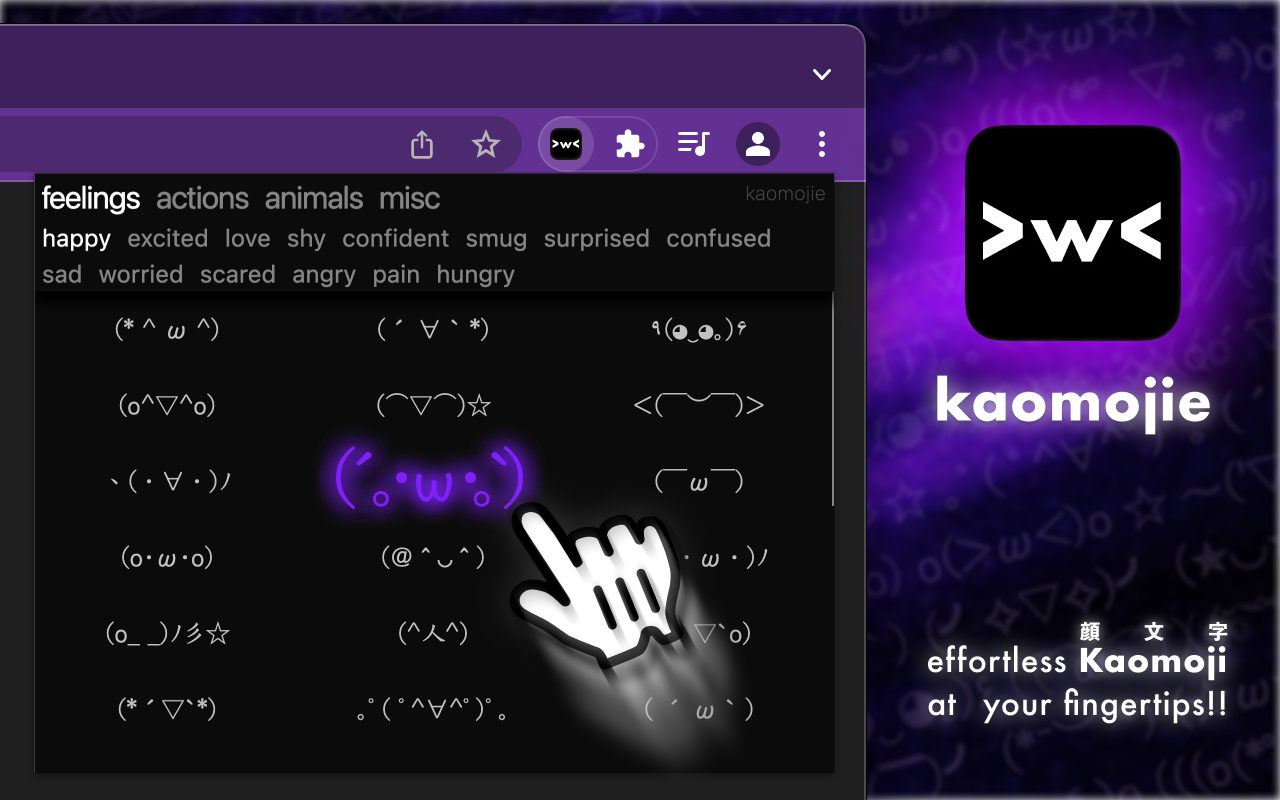 >w<
feelings actions animals misc
kaomojie
happy excited love shy confident smug surprised confused
sad worried scared angry pain hungry
(* ^ ω ^)
(´ ∀ ` *)
٩(◕‿◕｡)۶
(o^▽^o)
(⌒▽⌒)☆
<(￣︶￣)>
ヽ(・∀・)ﾉ
(´｡• ω •｡`)
(￣ω￣)
(o･ω･o)
(@＾◡＾)
・ω・)ﾉ
(o_ _)ﾉ彡☆
(^人^)
▽`o)
(*´▽`*)
｡ﾟ( ﾟ^∀^ﾟ)ﾟ｡
( ´ ω ` )
>w<
kaomojie
顔文字
effortless Kaomoji
at your fingertips!!